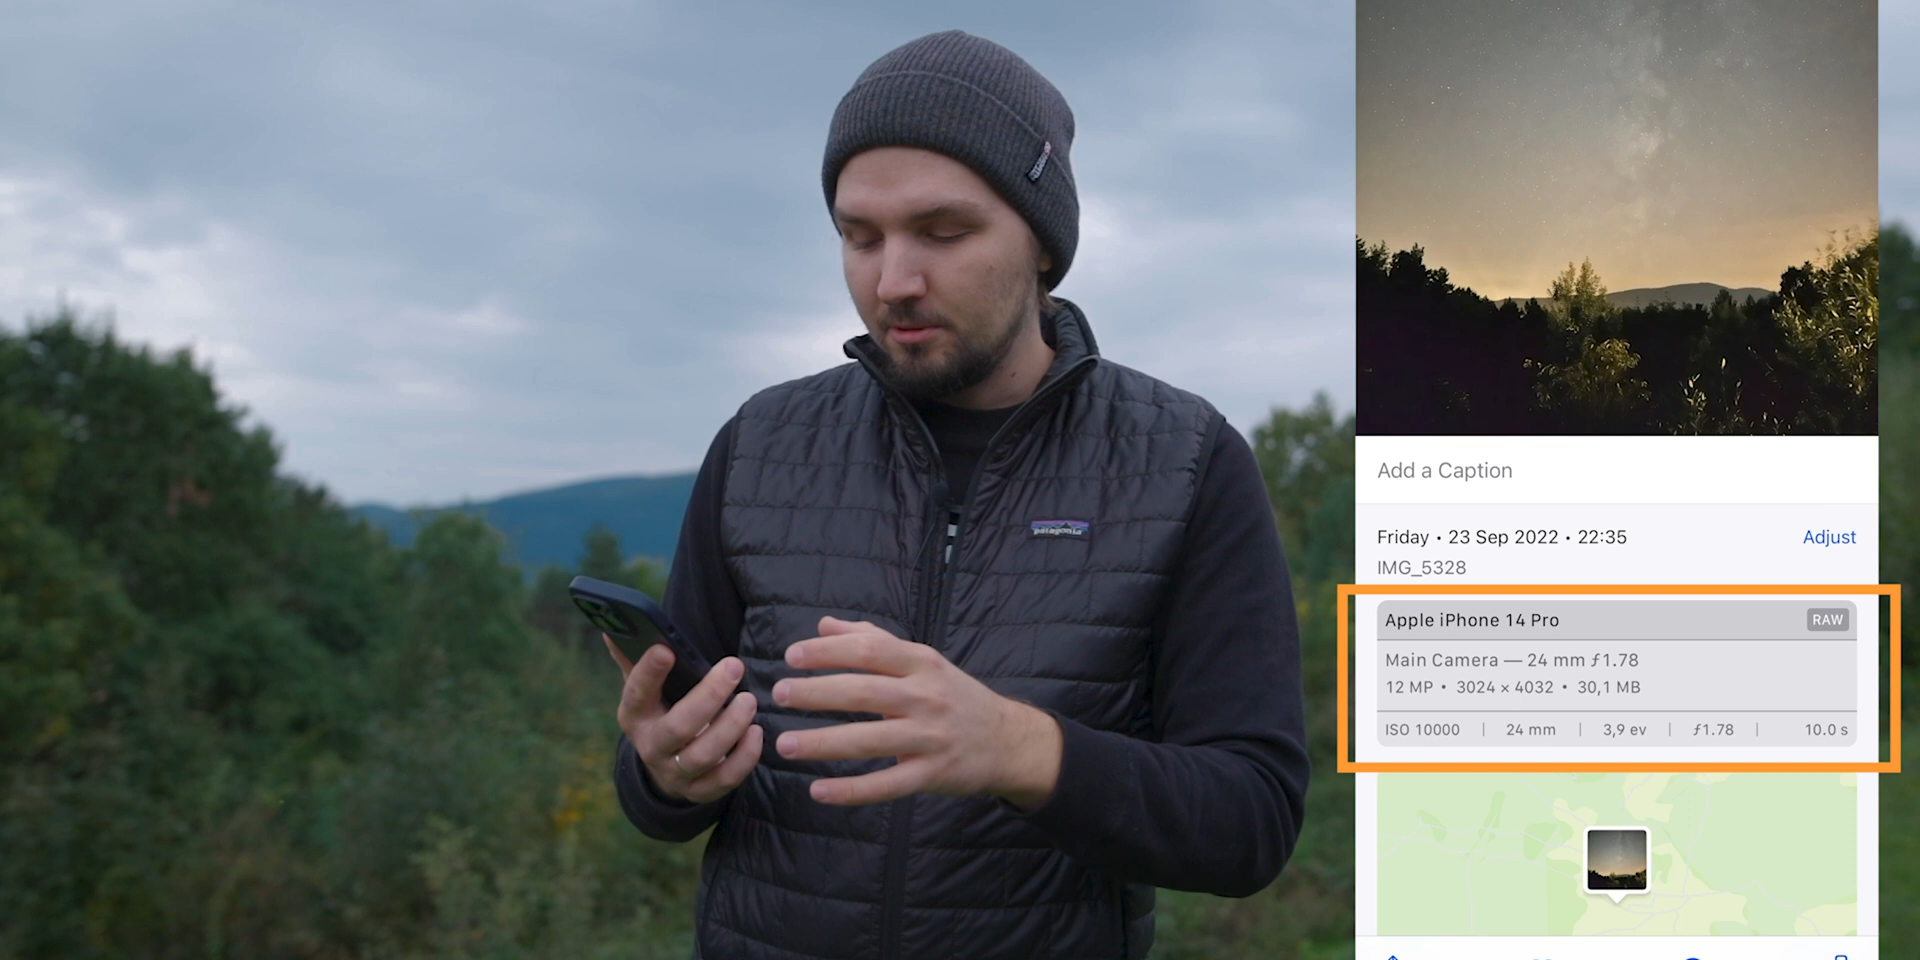 patagonia
Add a Caption
Friday • 23 Sep 2022 • 22:35
Adjust
IMG_5328
Apple iPhone 14 Pro
RAW
Main Camera — 24 mm ƒ1.78
12 MP • 3024 × 4032 • 30,1 MB
ISO 10000 | 24 mm | 3,9 ev | ƒ1.78 | 10.0 s